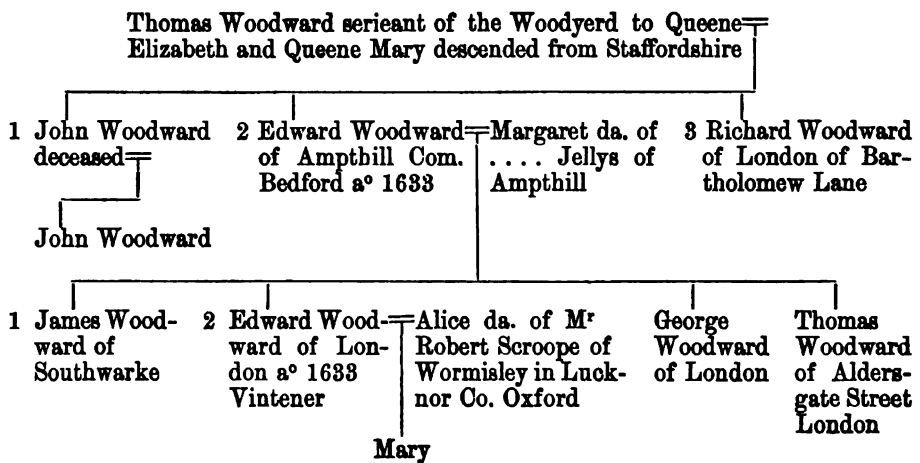 Thomas Woodward serieant of the Woodyerd to Queene
Elizabeth and Queene Mary descended from Staffordshire
1 John Woodward
deceased
2 Edward Woodward
of Ampthill Com.
Bedford aº 1633
Margaret da. of
.... Jellys of
Ampthill
3 Richard Woodward
of London of Bar-
tholomew Lane
John Woodward
1 James Wood-
ward of
Southwarke
2 Edward Wood-
ward of Lon-
don aº 1633
Vintener
Alice da. of Mʳ
Robert Scroope of
Wormisley in Luck-
nor Co. Oxford
George
Woodward
of London
Thomas
Woodward
of Alders-
gate Street
London
Mary